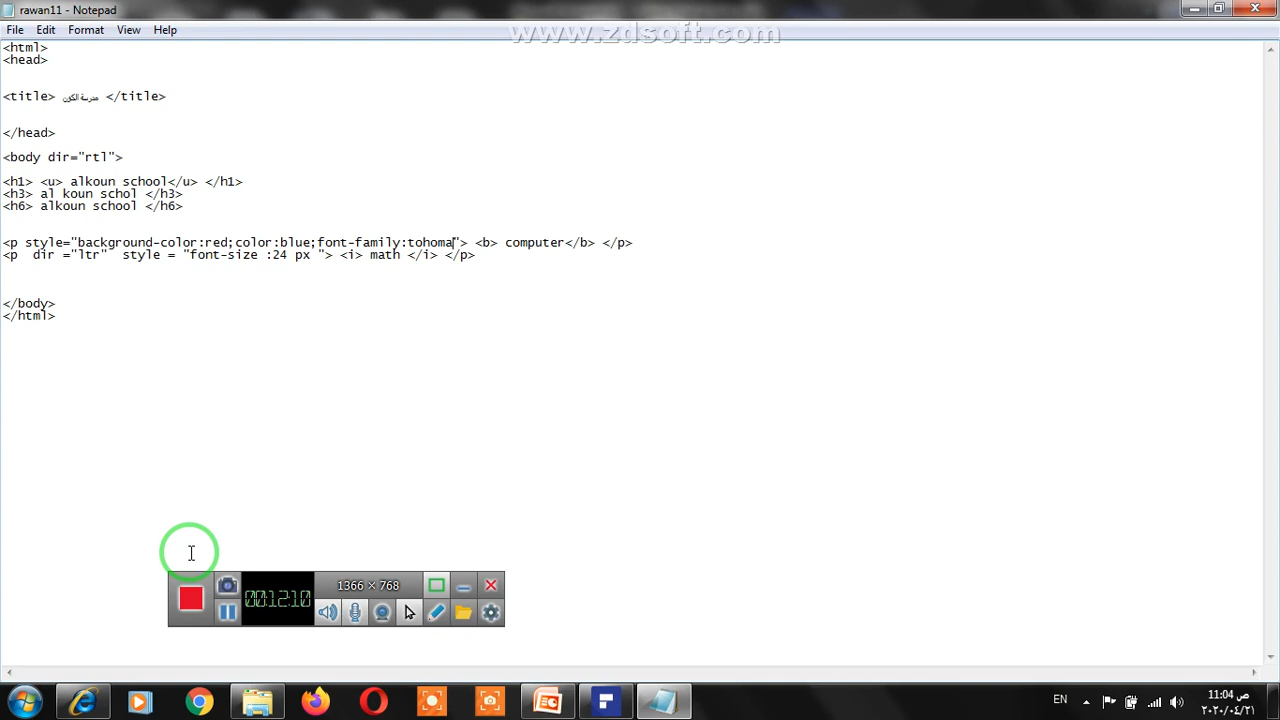 rawan11 - Notepad
File Edit Format View Help
www.zdsoft.com
<html>
<head>
<title> مدرسة الكون </title>
</head>
<body dir="rtl">
<h1> <u> alkoun school</u> </h1>
<h3> al koun schol </h3>
<h6> alkoun school </h6>
<p style="background-color:red;color:blue;font-family:tohoma"> <b> computer</b> </p>
<p  dir ="ltr"  style = "font-size :24 px "> <i> math </i> </p>
</body>
</html>
1366 × 768
00:12:10
EN
11:04 ص
٢٠٢٠/٠٤/٢١